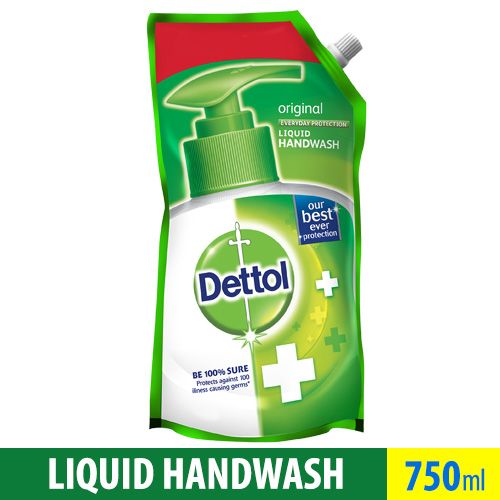 original
EVERYDAY PROTECTION
LIQUID
HANDWASH
our
best
ever
protection
Dettol
BE 100% SURE
Protects against 100
illness causing germs*
LIQUID HANDWASH
750ml